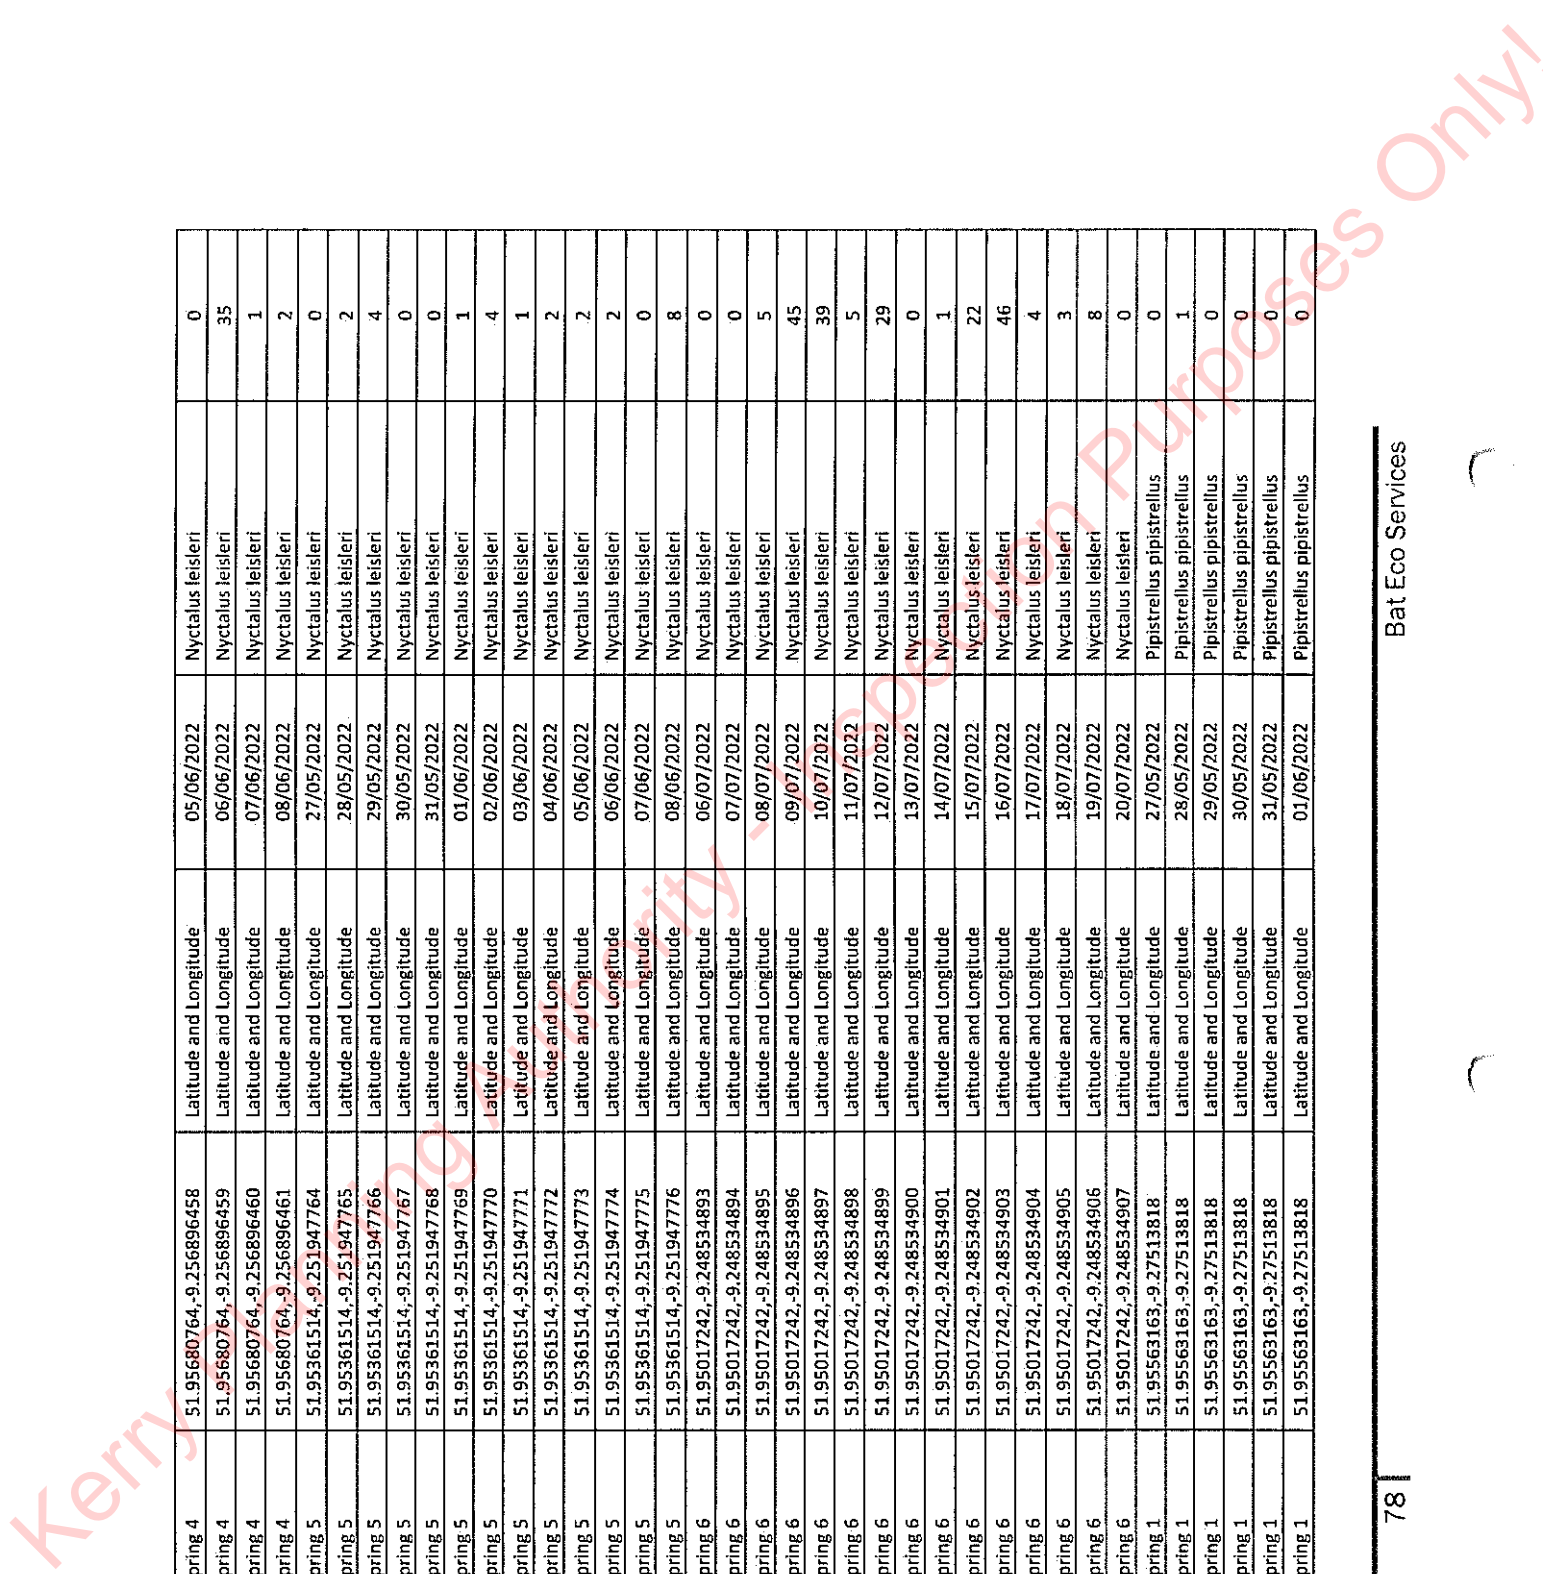 pring 4 51.95680764,-9.256896458 Latitude and Longitude 05/06/2022 Nyctalus leisleri 0
pring 4 51.95680764,-9.256896459 Latitude and Longitude 06/06/2022 Nyctalus leisleri 35
pring 4 51.95680764,-9.256896460 Latitude and Longitude 07/06/2022 Nyctalus leisleri 1
pring 4 51.95680764,-9.256896461 Latitude and Longitude 08/06/2022 Nyctalus leisleri 2
pring 5 51.95361514,-9.251947764 Latitude and Longitude 27/05/2022 Nyctalus leisleri 0
pring 5 51.95361514,-9.251947765 Latitude and Longitude 28/05/2022 Nyctalus leisleri 2
pring 5 51.95361514,-9.251947766 Latitude and Longitude 29/05/2022 Nyctalus leisleri 4
pring 5 51.95361514,-9.251947767 Latitude and Longitude 30/05/2022 Nyctalus leisleri 0
pring 5 51.95361514,-9.251947768 Latitude and Longitude 31/05/2022 Nyctalus leisleri 0
pring 5 51.95361514,-9.251947769 Latitude and Longitude 01/06/2022 Nyctalus leisleri 1
pring 5 51.95361514,-9.251947770 Latitude and Longitude 02/06/2022 Nyctalus leisleri 4
pring 5 51.95361514,-9.251947771 Latitude and Longitude 03/06/2022 Nyctalus leisleri 1
pring 5 51.95361514,-9.251947772 Latitude and Longitude 04/06/2022 Nyctalus leisleri 2
pring 5 51.95361514,-9.251947773 Latitude and Longitude 05/06/2022 Nyctalus leisleri 2
pring 5 51.95361514,-9.251947774 Latitude and Longitude 06/06/2022 Nyctalus leisleri 2
pring 5 51.95361514,-9.251947775 Latitude and Longitude 07/06/2022 Nyctalus leisleri 0
pring 5 51.95361514,-9.251947776 Latitude and Longitude 08/06/2022 Nyctalus leisleri 8
pring 6 51.95017242,-9.248534893 Latitude and Longitude 06/07/2022 Nyctalus leisleri 0
pring 6 51.95017242,-9.248534894 Latitude and Longitude 07/07/2022 Nyctalus leisleri 0
pring 6 51.95017242,-9.248534895 Latitude and Longitude 08/07/2022 Nyctalus leisleri 5
pring 6 51.95017242,-9.248534896 Latitude and Longitude 09/07/2022 Nyctalus leisleri 45
pring 6 51.95017242,-9.248534897 Latitude and Longitude 10/07/2022 Nyctalus leisleri 39
pring 6 51.95017242,-9.248534898 Latitude and Longitude 11/07/2022 Nyctalus leisleri 5
pring 6 51.95017242,-9.248534899 Latitude and Longitude 12/07/2022 Nyctalus leisleri 29
pring 6 51.95017242,-9.248534900 Latitude and Longitude 13/07/2022 Nyctalus leisleri 0
pring 6 51.95017242,-9.248534901 Latitude and Longitude 14/07/2022 Nyctalus leisleri 1
pring 6 51.95017242,-9.248534902 Latitude and Longitude 15/07/2022 Nyctalus leisleri 22
pring 6 51.95017242,-9.248534903 Latitude and Longitude 16/07/2022 Nyctalus leisleri 46
pring 6 51.95017242,-9.248534904 Latitude and Longitude 17/07/2022 Nyctalus leisleri 4
pring 6 51.95017242,-9.248534905 Latitude and Longitude 18/07/2022 Nyctalus leisleri 3
pring 6 51.95017242,-9.248534906 Latitude and Longitude 19/07/2022 Nyctalus leisleri 8
pring 6 51.95017242,-9.248534907 Latitude and Longitude 20/07/2022 Nyctalus leisleri 0
pring 1 51.95563163,-9.27513818 Latitude and Longitude 27/05/2022 Pipistrellus pipistrellus 0
pring 1 51.95563163,-9.27513818 Latitude and Longitude 28/05/2022 Pipistrellus pipistrellus 1
pring 1 51.95563163,-9.27513818 Latitude and Longitude 29/05/2022 Pipistrellus pipistrellus 0
pring 1 51.95563163,-9.27513818 Latitude and Longitude 30/05/2022 Pipistrellus pipistrellus 0
pring 1 51.95563163,-9.27513818 Latitude and Longitude 31/05/2022 Pipistrellus pipistrellus 0
pring 1 51.95563163,-9.27513818 Latitude and Longitude 01/06/2022 Pipistrellus pipistrellus 0
78 Bat Eco Services
Kerry Planning Authority - Inspection Purposes Only!